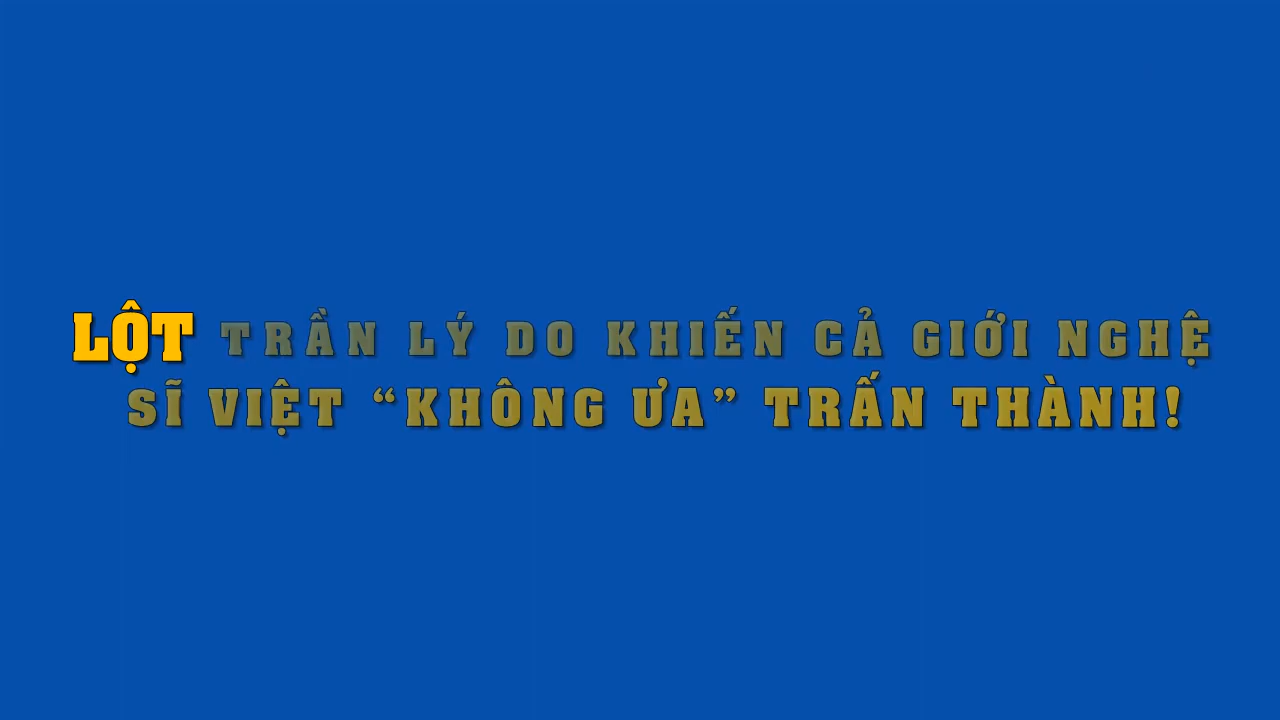 LỘT TRẦN LÝ DO KHIẾN CẢ GIỚI NGHỆ
SĨ VIỆT “KHÔNG ƯA” TRẤN THÀNH!